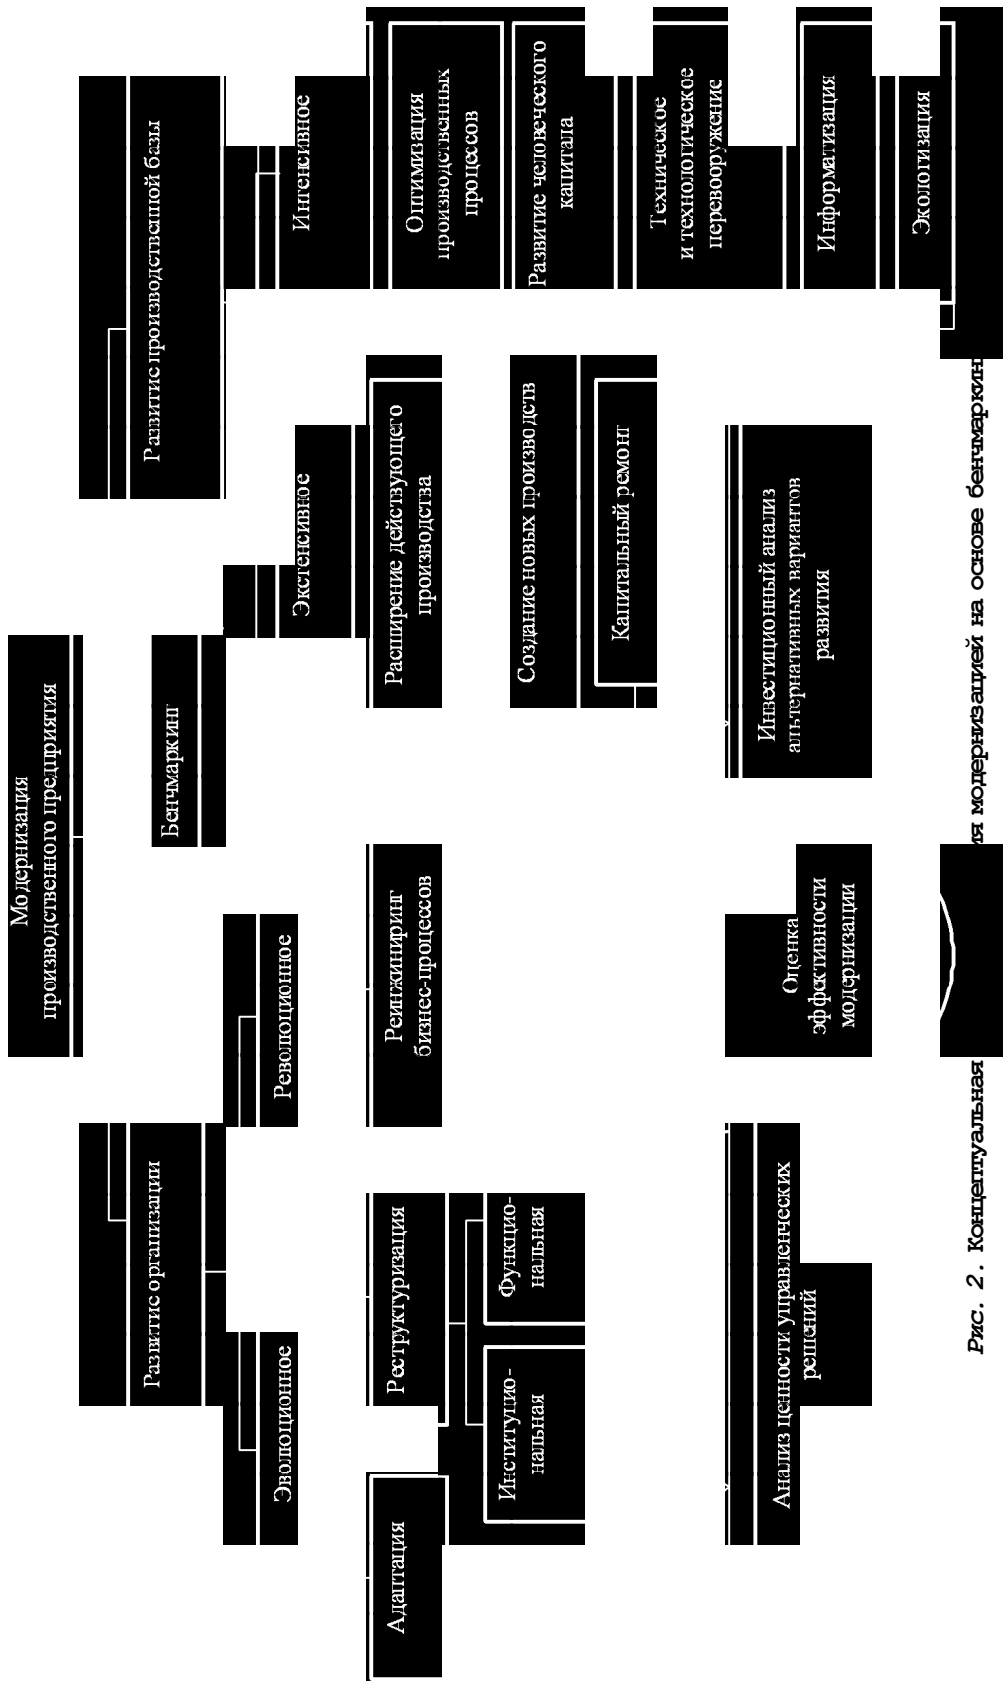 Модернизация
производственного предприятия
Развитие организации
Бенчмаркинг
Развитие производственной базы
Эволюционное
Революционное
Экстенсивное
Интенсивное
Адаптация
Реструктуризация
Реинжиниринг
бизнес-процессов
Расширение действующего
производства
Оптимизация
производственных
процессов
Институцио-
нальная
Функцио-
нальная
Создание новых производств
Развитие человеческого
капитала
Капитальный ремонт
Техническое
и технологическое
перевооружение
Анализ ценности управленческих
решений
Оценка
эффективности
модернизации
Инвестиционный анализ
альтернативных вариантов
развития
Информатизация
Экологизация
Рис. 2. Концептуальная модернизацией на основе